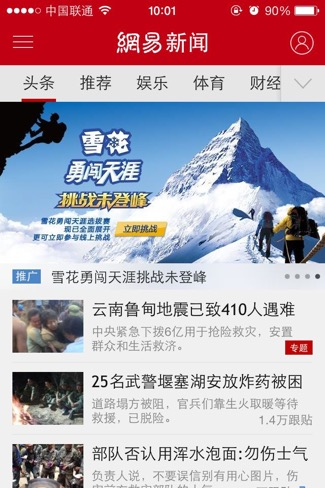 中国联通 10:01 90%
網易新闻
头条 推荐 娱乐 体育 财经
雪花
勇闯天涯
挑战未登峰
雪花勇闯天涯选拔赛
现已全面展开
更可立即参与线上挑战 立即挑战
推广 雪花勇闯天涯挑战未登峰
云南鲁甸地震已致410人遇难
中央紧急下拨6亿用于抢险救灾，安置
群众和生活救济。
专题
25名武警堰塞湖安放炸药被困
道路塌方被阻，官兵们靠生火取暖等待
救援，已脱险。
1.4万跟贴
部队否认用浑水泡面:勿伤士气
负责人说，不要误信别有用心图片，伤